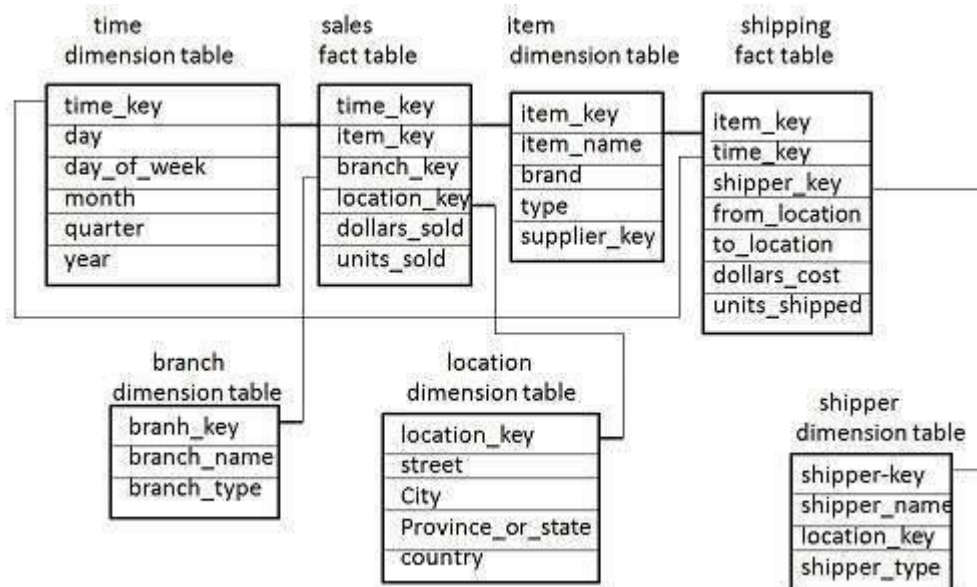 time
dimension table
time_key
day
day_of_week
month
quarter
year
sales
fact table
time_key
item_key
branch_key
location_key
dollars_sold
units_sold
item
dimension table
item_key
item_name
brand
type
supplier_key
shipping
fact table
item_key
time_key
shipper_key
from_location
to_location
dollars_cost
units_shipped
branch
dimension table
branh_key
branch_name
branch_type
location
dimension table
location_key
street
City
Province_or_state
country
shipper
dimension table
shipper-key
shipper_name
location_key
shipper_type